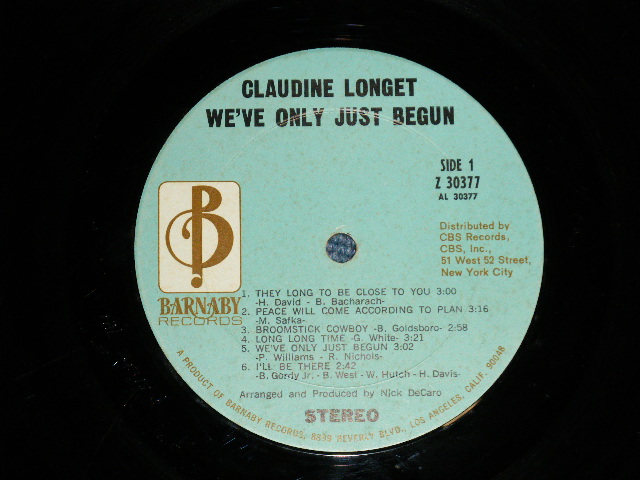 CLAUDINE LONGET
WE'VE ONLY JUST BEGUN
SIDE 1
Z 30377
AL 30377
Distributed by
CBS Records,
CBS, Inc.,
51 West 52 Street,
New York City
B
BARNABY
RECORDS
1. THEY LONG TO BE CLOSE TO YOU 3:00
-H. David - B. Bacharach-
2. PEACE WILL COME ACCORDING TO PLAN 3:16
-M. Safka-
3. BROOMSTICK COWBOY -B. Goldsboro- 2:58
4. LONG LONG TIME -G. White- 3:21
5. WE'VE ONLY JUST BEGUN 3:02
-P. Williams - R. Nichols-
6. I'LL BE THERE 2:42
-B. Gordy Jr. - B. West - W. Hutch - H. Davis-
Arranged and Produced by Nick DeCaro
STEREO
A PRODUCT OF BARNABY RECORDS, 8839 BEVERLY BLVD., LOS ANGELES, CALIF. 90048